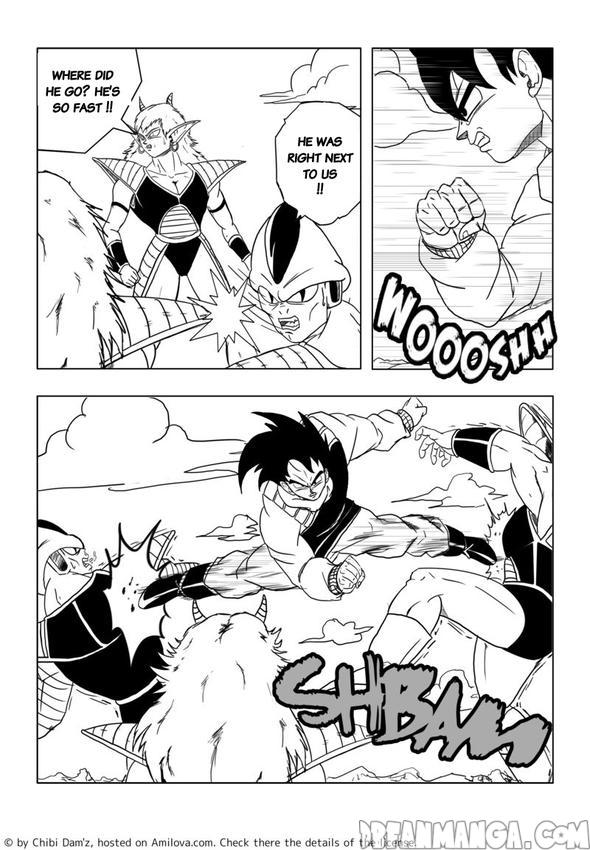 WHERE DID
HE GO? HE'S
SO FAST !!
HE WAS
RIGHT NEXT
TO US
!!
WOOOSHH
SHBAM
DREANMANGA.COM
© by Chibi Dam'z, hosted on Amilova.com. Check there the details of the license.